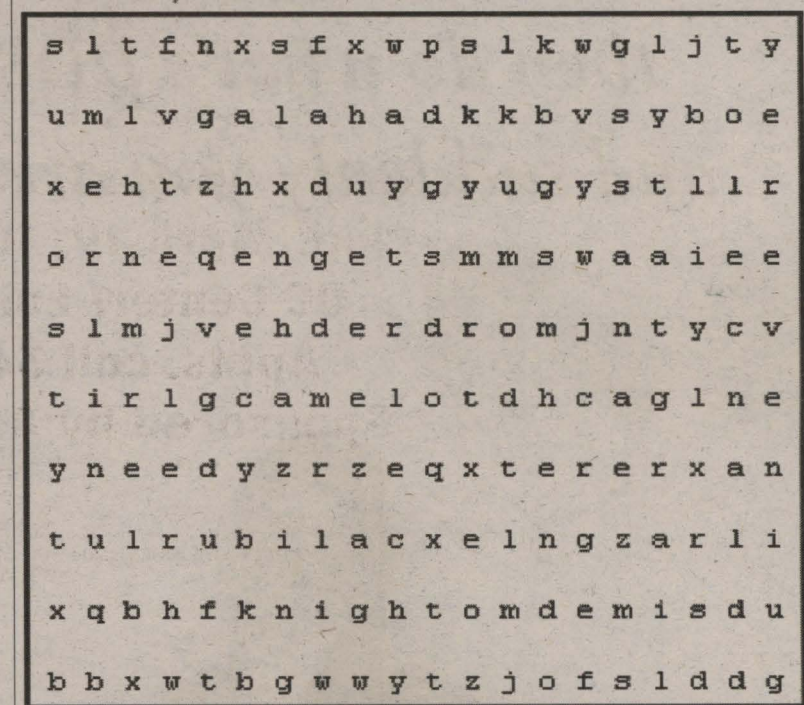 s l t f n x s f x w p s l k w g l j t y
u m l v g a l a h a d k k b v s y b o e
x e h t z h x d u y g y u g y s t l l r
o r n e q e n g e t s m m s w a a i e e
s l m j v e h d e r d r o m j n t y c v
t i r l g c a m e l o t d h c a g l n e
y n e e d y z r z e q x t e r e r x a n
t u l r u b i l a c x e l n g z a r l i
x q b h f k n i g h t o m d e m i s d u
b b x w t b g w w y t z j o f s l d d g